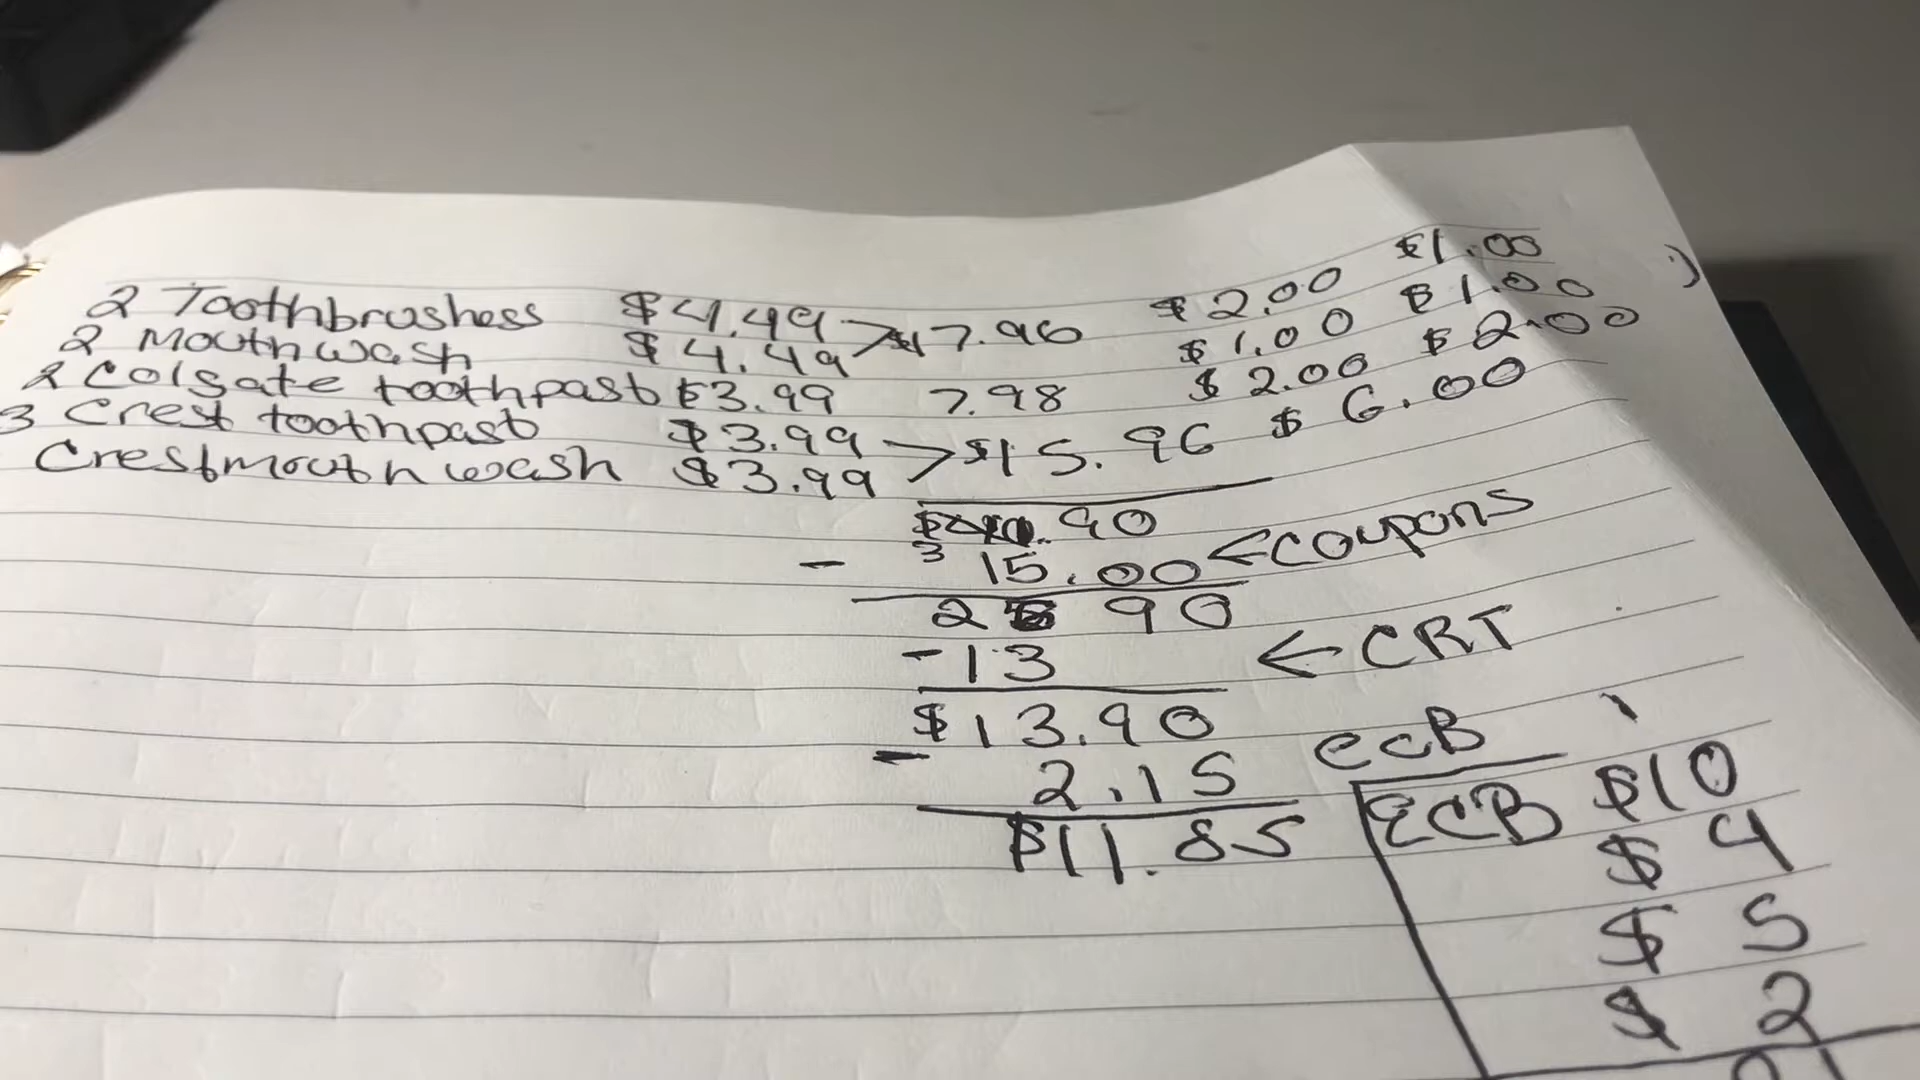 2 Toothbrushess $4.49 > $17.96 $2.00 $1.00
2 Mouthwash $4.49 $1.00 $1.00
2 Colgate toothpast $3.99 7.98 $2.00 $2.00
3 Crest toothpast $3.99 > $15.96 $6.00
Crestmouthwash $3.99
.90
- 3 15.00 ← coupons
2 90
-13 ← CRT
$13.90
- 2.15 ecB
$11.85
ECB $10
$4
$5
$2